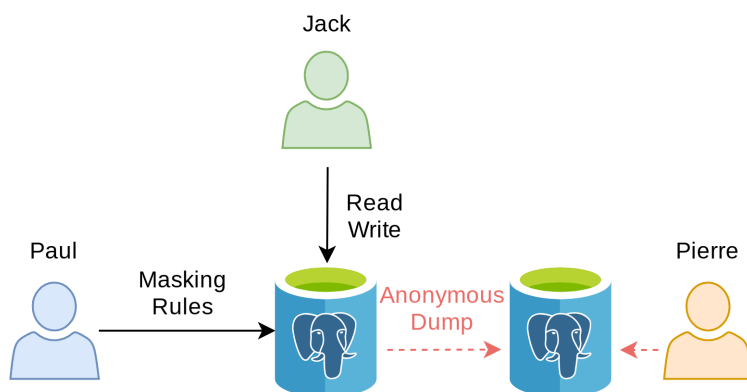 Jack
Read
Write
Paul
Pierre
Masking
Rules
Anonymous
Dump